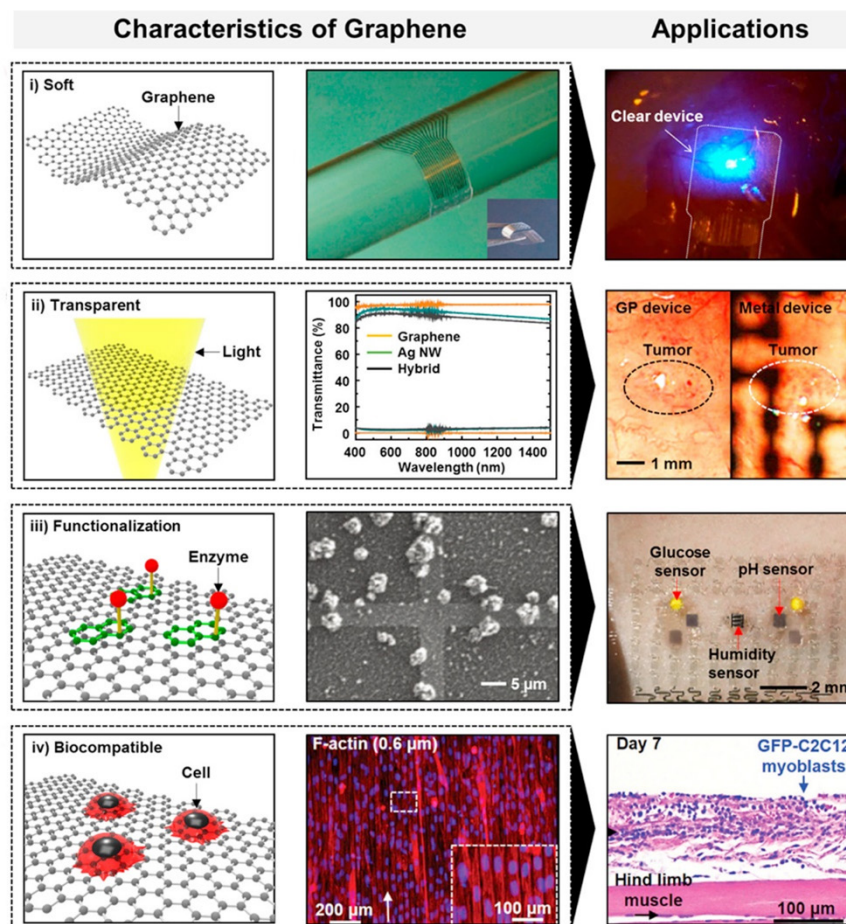 Characteristics of Graphene
Applications
i) Soft
Graphene
Clear device
ii) Transparent
Light
Transmittance (%)
100
80
60
40
20
0
Graphene
Ag NW
Hybrid
400 600 800 1000 1200 1400
Wavelength (nm)
GP device
Metal device
Tumor
Tumor
1 mm
iii) Functionalization
Enzyme
5 µm
Glucose
sensor
pH sensor
Humidity
sensor
2 mm
iv) Biocompatible
Cell
F-actin (0.6 µm)
200 µm
100 µm
Day 7
GFP-C2C12
myoblasts
Hind limb
muscle
100 µm